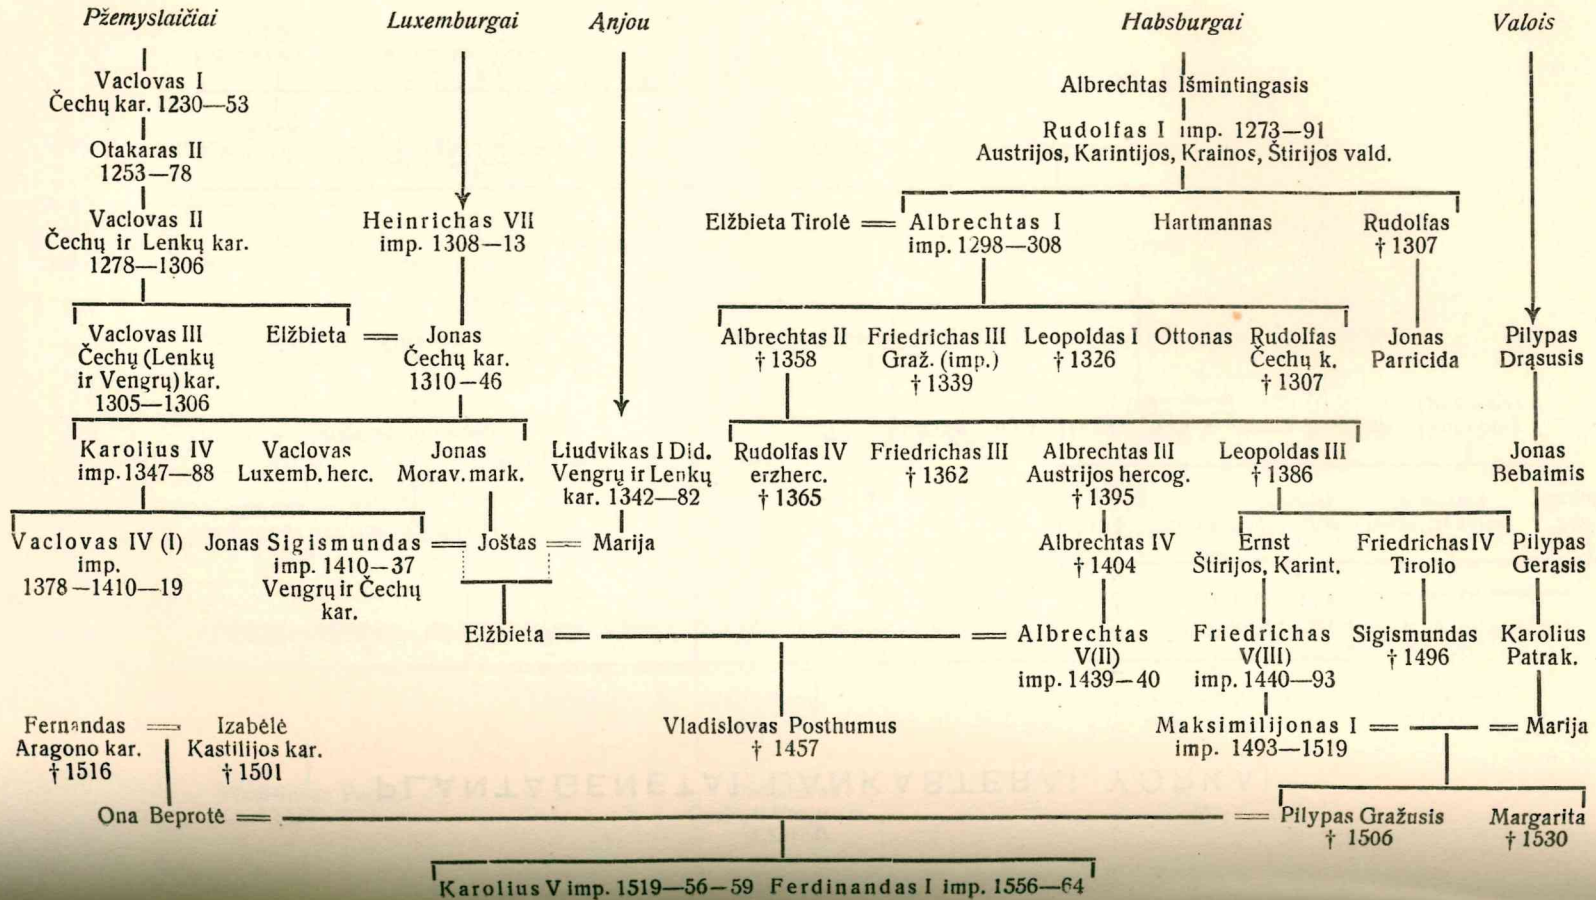 Pžemyslaičiai Luxemburgai Anjou Habsburgai Valois
Vaclovas I
Čechų kar. 1230—53
Albrechtas Išmintingasis
Otakaras II
1253—78
Rudolfas I imp. 1273—91
Austrijos, Karintijos, Krainos, Štirijos vald.
Vaclovas II
Čechų ir Lenkų kar.
1278—1306
Heinrichas VII
imp. 1308—13
Elžbieta Tirolė = Albrechtas I
imp. 1298—308
Hartmannas
Rudolfas
† 1307
Vaclovas III
Čechų (Lenkų
ir Vengrų) kar.
1305—1306
Elžbieta = Jonas
Čechų kar.
1310—46
Albrechtas II
† 1358
Friedrichas III
Graž. (imp.)
† 1339
Leopoldas I
† 1326
Ottonas
Rudolfas
Čechų k.
† 1307
Jonas
Parricida
Pilypas
Drąsusis
Karolius IV
imp. 1347—88
Vaclovas
Luxemb. herc.
Jonas
Morav. mark.
Liudvikas I Did.
Vengrų ir Lenkų
kar. 1342—82
Rudolfas IV
erzherc.
† 1365
Friedrichas III
† 1362
Albrechtas III
Austrijos hercog.
† 1395
Leopoldas III
† 1386
Jonas
Bebaimis
Vaclovas IV (I)
imp.
1378—1410—19
Jonas Sigismundas = Joštas = Marija
imp. 1410—37
Vengrų ir Čechų
kar.
Albrechtas IV
† 1404
Ernst
Štirijos, Karint.
Friedrichas IV
Tirolio
Pilypas
Gerasis
Elžbieta = = Albrechtas
V(II)
imp. 1439—40
Friedrichas
V(III)
imp. 1440—93
Sigismundas
† 1496
Karolius
Patrak.
Fernandas = Izabėlė
Aragono kar.
† 1516
Kastilijos kar.
† 1501
Vladislovas Posthumus
† 1457
Maksimilijonas I = = Marija
imp. 1493—1519
Ona Beprotė = = Pilypas Gražusis
† 1506
Margarita
† 1530
Karolius V imp. 1519—56—59 Ferdinandas I imp. 1556—64